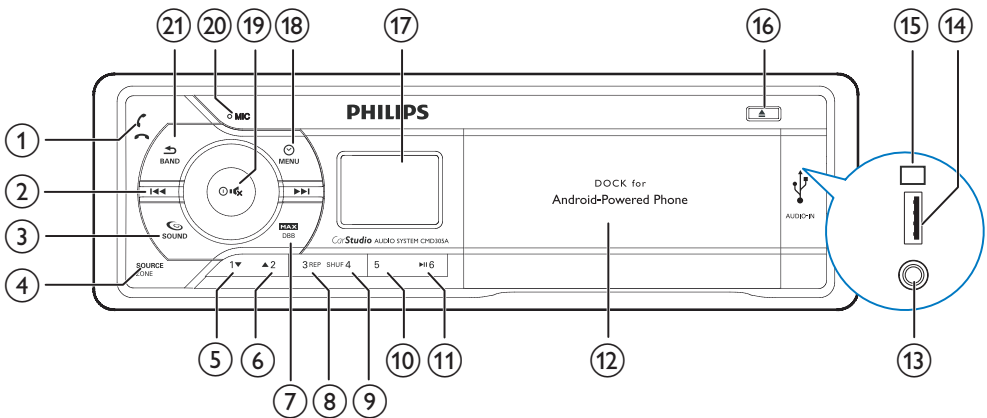 21 20 19 18 17 16 15 14
MIC
PHILIPS
1
BAND
MENU
DOCK for
Android-Powered Phone
2
AUDIO-IN
3
SOUND
MAX
DBB
CarStudio AUDIO SYSTEM CMD305A
4
SOURCE
ZONE
1 2 3 REP SHUF 4 5 6
5 6 7 8 9 10 11 12 13